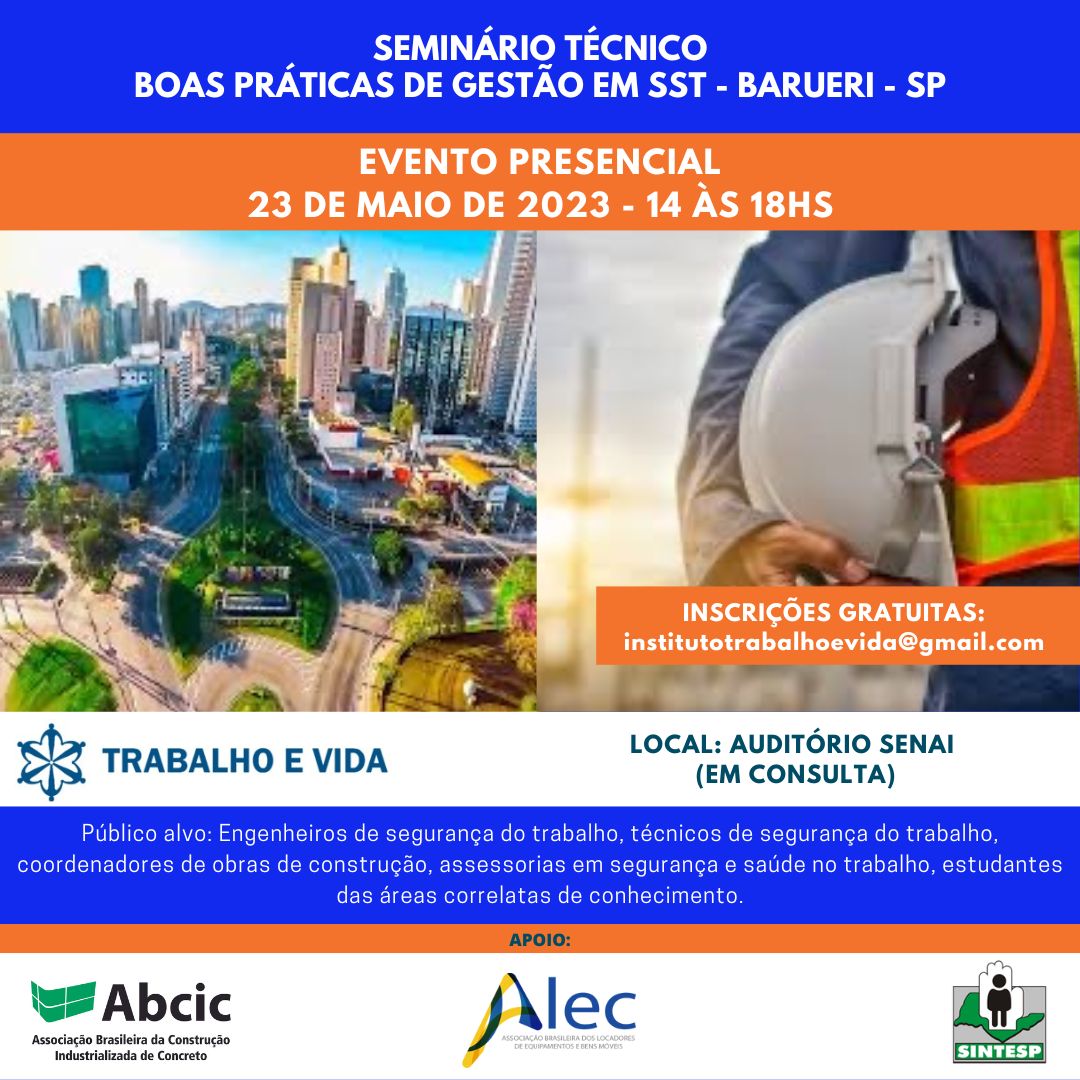 SEMINÁRIO TÉCNICO
BOAS PRÁTICAS DE GESTÃO EM SST - BARUERI - SP
EVENTO PRESENCIAL
23 DE MAIO DE 2023 - 14 ÀS 18HS
INSCRIÇÕES GRATUITAS:
institutotrabalhoevida@gmail.com
TRABALHO E VIDA
LOCAL: AUDITÓRIO SENAI
(EM CONSULTA)
Público alvo: Engenheiros de segurança do trabalho, técnicos de segurança do trabalho,
coordenadores de obras de construção, assessorias em segurança e saúde no trabalho, estudantes
das áreas correlatas de conhecimento.
APOIO:
Abcic
Associação Brasileira da Construção
Industrializada de Concreto
Alec
ASSOCIAÇÃO BRASILEIRA DOS LOCADORES
DE EQUIPAMENTOS E BENS MÓVEIS
SINTESP